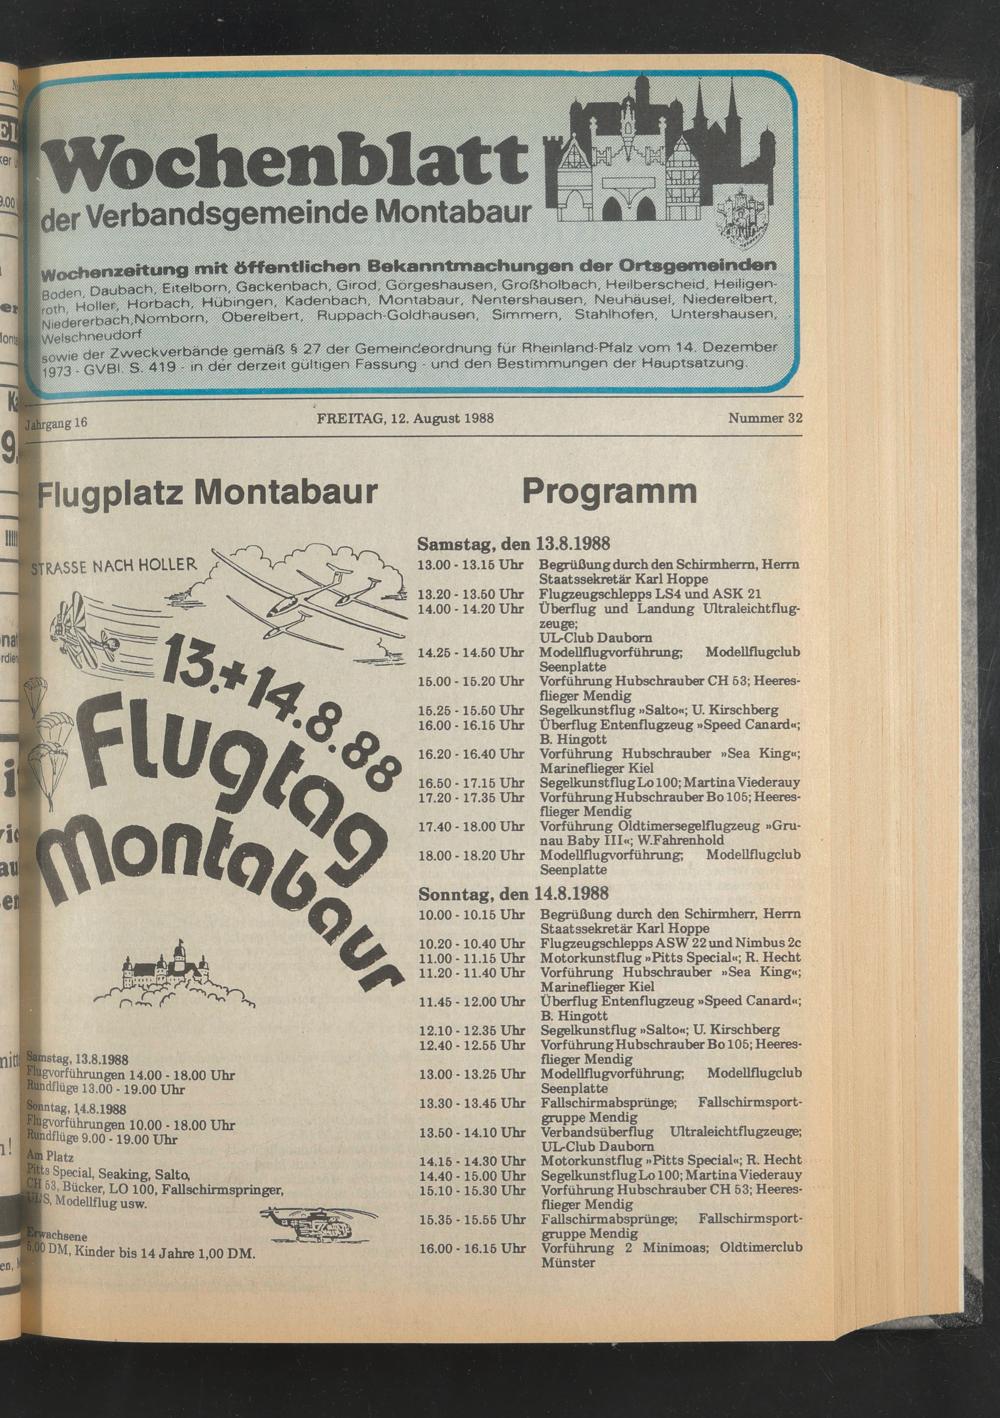 Wochenblatt
der Verbandsgemeinde Montabaur
Wochenzeitung mit öffentlichen Bekanntmachungen der Ortsgemeinden
Boden, Daubach, Eitelborn, Gackenbach, Girod, Görgeshausen, Großholbach, Heilberscheid, Heiligen-
roth, Holler, Horbach, Hübingen, Kadenbach, Montabaur, Nentershausen, Neuhäusel, Niederelbert,
Niedererbach,Nomborn, Oberelbert, Ruppach-Goldhausen, Simmern, Stahlhofen, Untershausen,
Welschneudorf
sowie der Zweckverbände gemäß § 27 der Gemeindeordnung für Rheinland-Pfalz vom 14. Dezember
1973 - GVBl. S. 419 - in der derzeit gültigen Fassung - und den Bestimmungen der Hauptsatzung.
Jahrgang 16 FREITAG, 12. August 1988 Nummer 32
Flugplatz Montabaur
STRASSE NACH HOLLER
13.+14.8.88
Flugtag
Montabaur
Samstag, 13.8.1988
Flugvorführungen 14.00 - 18.00 Uhr
Rundflüge 13.00 - 19.00 Uhr
Sonntag, 14.8.1988
Flugvorführungen 10.00 - 18.00 Uhr
Rundflüge 9.00 - 19.00 Uhr
Am Platz
Pitts Special, Seaking, Salto,
CH 53, Bücker, LO 100, Fallschirmspringer,
UL'S, Modellflug usw.
Erwachsene
5,00 DM, Kinder bis 14 Jahre 1,00 DM.
Programm
Samstag, den 13.8.1988
13.00 - 13.15 Uhr Begrüßung durch den Schirmherrn, Herrn
Staatssekretär Karl Hoppe
13.20 - 13.50 Uhr Flugzeugschlepps LS4 und ASK 21
14.00 - 14.20 Uhr Überflug und Landung Ultraleichtflug-
zeuge;
UL-Club Dauborn
14.25 - 14.50 Uhr Modellflugvorführung; Modellflugclub
Seenplatte
15.00 - 15.20 Uhr Vorführung Hubschrauber CH 53; Heeres-
flieger Mendig
15.25 - 15.50 Uhr Segelkunstflug »Salto«; U. Kirschberg
16.00 - 16.15 Uhr Überflug Entenflugzeug »Speed Canard«;
B. Hingott
16.20 - 16.40 Uhr Vorführung Hubschrauber »Sea King«;
Marineflieger Kiel
16.50 - 17.15 Uhr Segelkunstflug Lo 100; Martina Viederauy
17.20 - 17.35 Uhr Vorführung Hubschrauber Bo 105; Heeres-
flieger Mendig
17.40 - 18.00 Uhr Vorführung Oldtimersegelflugzeug »Gru-
nau Baby III«; W.Fahrenhold
18.00 - 18.20 Uhr Modellflugvorführung; Modellflugclub
Seenplatte
Sonntag, den 14.8.1988
10.00 - 10.15 Uhr Begrüßung durch den Schirmherr, Herrn
Staatssekretär Karl Hoppe
10.20 - 10.40 Uhr Flugzeugschlepps ASW 22 und Nimbus 2c
11.00 - 11.15 Uhr Motorkunstflug »Pitts Special«; R. Hecht
11.20 - 11.40 Uhr Vorführung Hubschrauber »Sea King«;
Marineflieger Kiel
11.45 - 12.00 Uhr Überflug Entenflugzeug »Speed Canard«;
B. Hingott
12.10 - 12.35 Uhr Segelkunstflug »Salto«; U. Kirschberg
12.40 - 12.55 Uhr Vorführung Hubschrauber Bo 105; Heeres-
flieger Mendig
13.00 - 13.25 Uhr Modellflugvorführung; Modellflugclub
Seenplatte
13.30 - 13.45 Uhr Fallschirmabsprünge; Fallschirmsport-
gruppe Mendig
13.50 - 14.10 Uhr Verbandsüberflug Ultraleichtflugzeuge;
UL-Club Dauborn
14.15 - 14.30 Uhr Motorkunstflug »Pitts Special«; R. Hecht
14.40 - 15.00 Uhr Segelkunstflug Lo 100; Martina Viederauy
15.10 - 15.30 Uhr Vorführung Hubschrauber CH 53; Heeres-
flieger Mendig
15.35 - 15.55 Uhr Fallschirmabsprünge; Fallschirmsport-
gruppe Mendig
16.00 - 16.15 Uhr Vorführung 2 Minimoas; Oldtimerclub
Münster